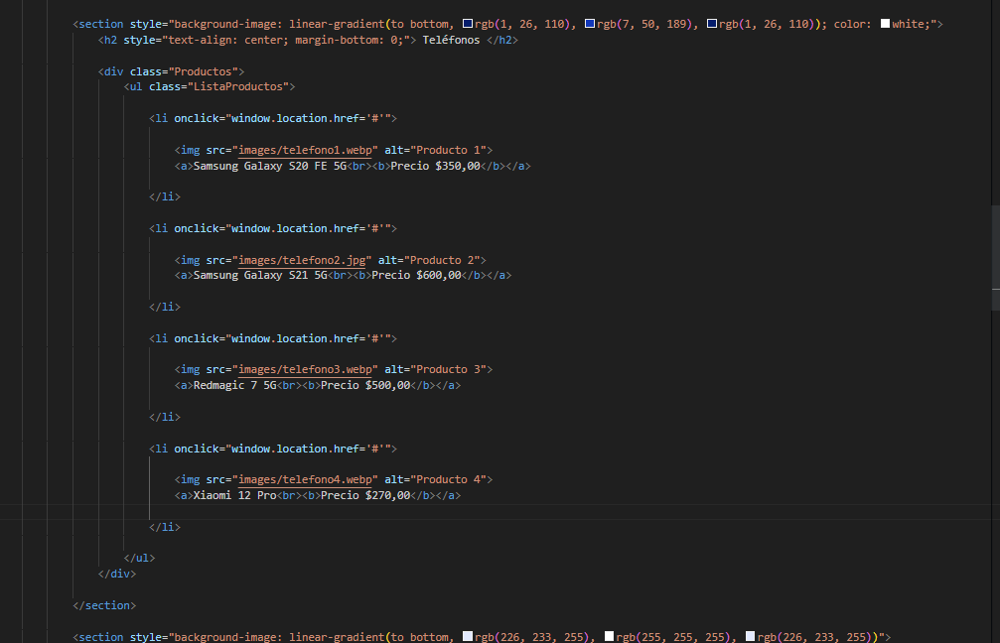 <section style="background-image: linear-gradient(to bottom, rgb(1, 26, 110), rgb(7, 50, 189), rgb(1, 26, 110)); color: white;">
<h2 style="text-align: center; margin-bottom: 0;"> Teléfonos </h2>
<div class="Productos">
<ul class="ListaProductos">
<li onclick="window.location.href='#'">
<img src="images/telefono1.webp" alt="Producto 1">
<a>Samsung Galaxy S20 FE 5G<br><b>Precio $350,00</b></a>
</li>
<li onclick="window.location.href='#'">
<img src="images/telefono2.jpg" alt="Producto 2">
<a>Samsung Galaxy S21 5G<br><b>Precio $600,00</b></a>
</li>
<li onclick="window.location.href='#'">
<img src="images/telefono3.webp" alt="Producto 3">
<a>Redmagic 7 5G<br><b>Precio $500,00</b></a>
</li>
<li onclick="window.location.href='#'">
<img src="images/telefono4.webp" alt="Producto 4">
<a>Xiaomi 12 Pro<br><b>Precio $270,00</b></a>
</li>
</ul>
</div>
</section>
<section style="background-image: linear-gradient(to bottom, rgb(226, 233, 255), rgb(255, 255, 255), rgb(226, 233, 255))">